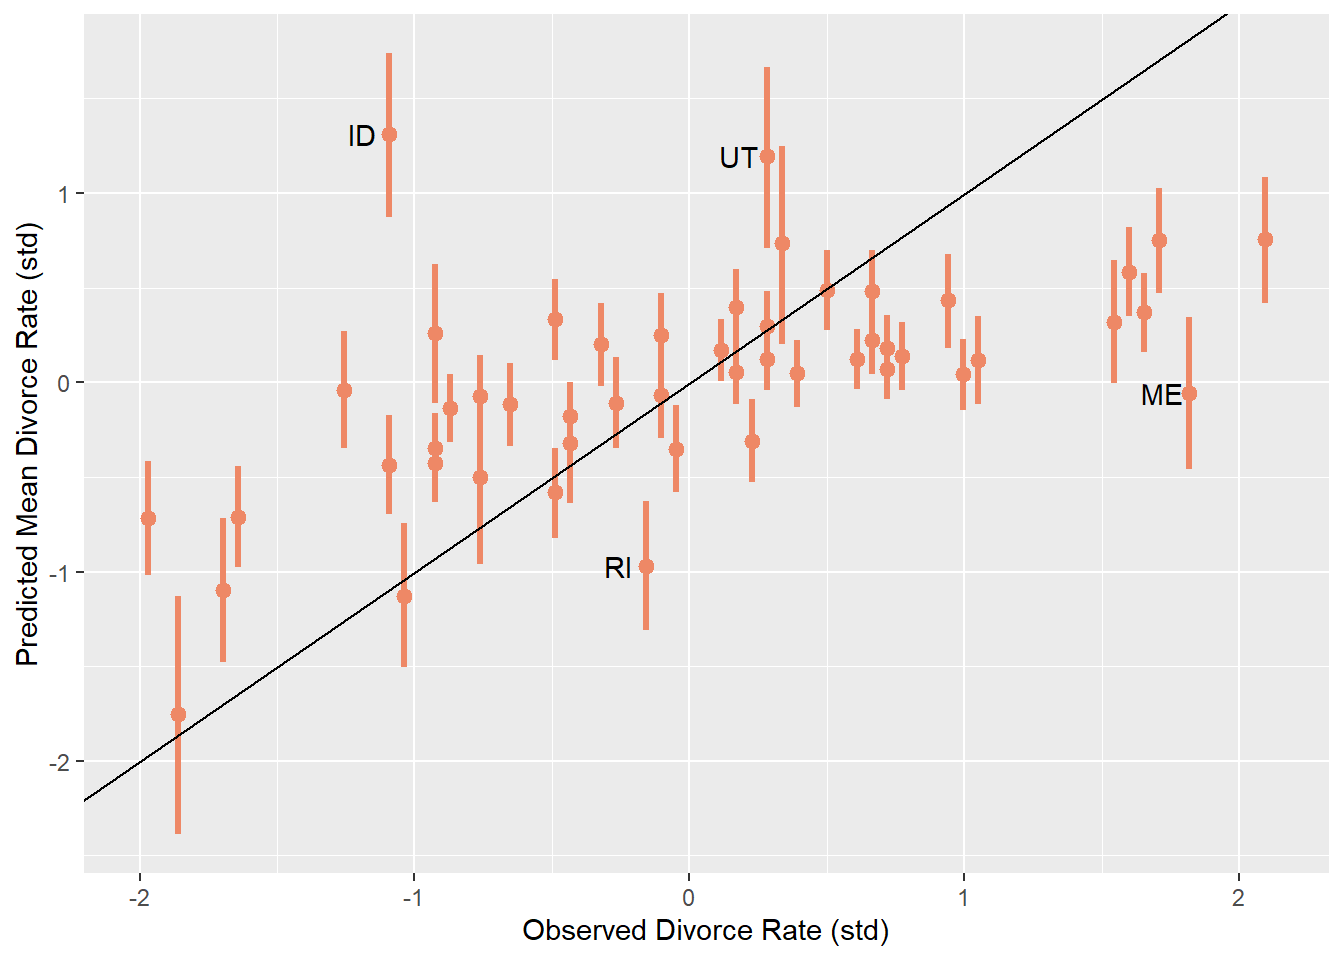 ID
UT
ME
RI
1
0
-1
-2
-2
-1
0
1
2
Observed Divorce Rate (std)
Predicted Mean Divorce Rate (std)